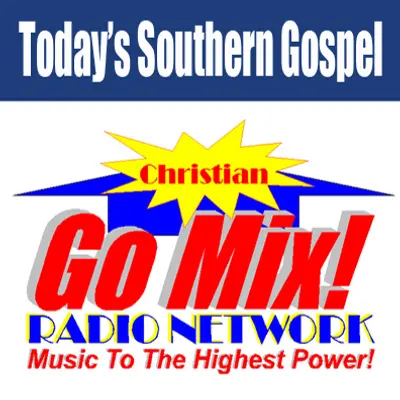 Today's Southern Gospel
Christian
Go Mix!
RADIO NETWORK
Music To The Highest Power!